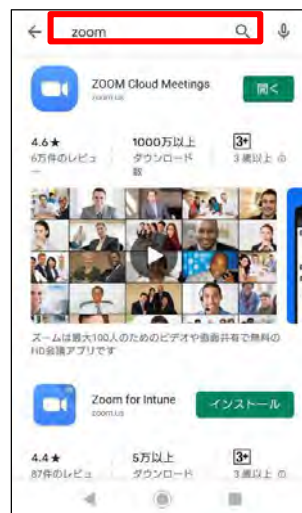 zoom
ZOOM Cloud Meetings
zoom.us
開く
4.6★
1000万以上
3+
6万件のレビュ
ー
ダウンロード
数
3 歳以上
ズームは最大100人のためのビデオや画面共有で無料の
HD会議アプリです
Zoom for Intune
zoom.us
インストール
4.4★
5万以上
3+
87件のレビュ
ダウンロード
3 歳以上